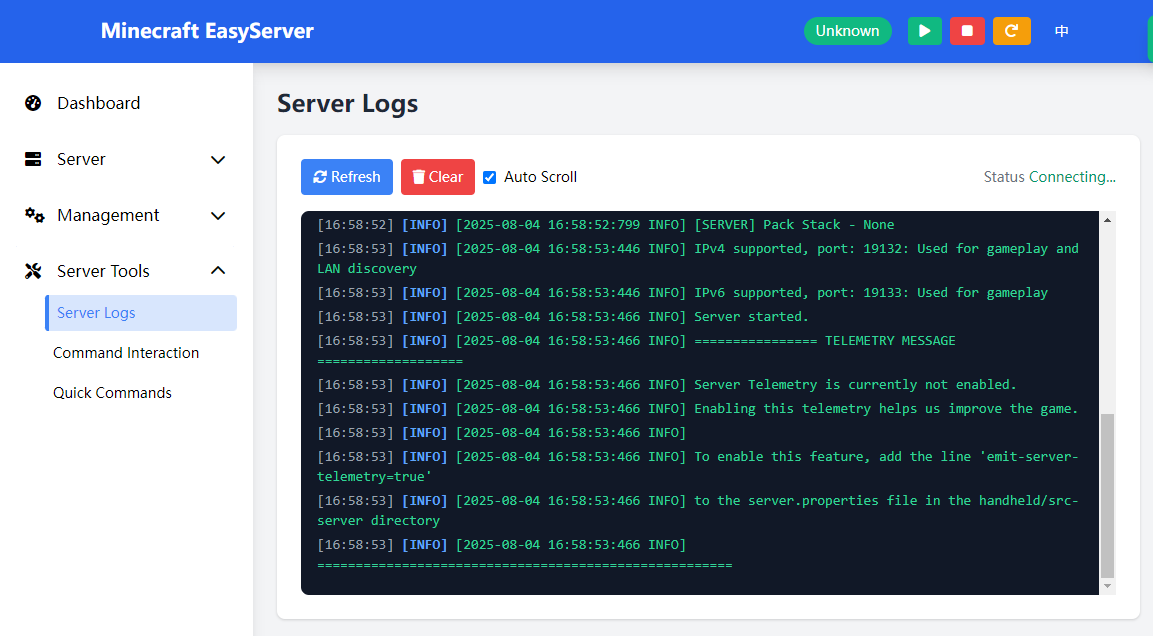 Minecraft EasyServer
Unknown
中
Dashboard
Server
Management
Server Tools
Server Logs
Command Interaction
Quick Commands
Server Logs
Refresh
Clear
Auto Scroll
Status Connecting...
[16:58:52] [INFO] [2025-08-04 16:58:52:799 INFO] [SERVER] Pack Stack - None
[16:58:53] [INFO] [2025-08-04 16:58:53:446 INFO] IPv4 supported, port: 19132: Used for gameplay and
LAN discovery
[16:58:53] [INFO] [2025-08-04 16:58:53:446 INFO] IPv6 supported, port: 19133: Used for gameplay
[16:58:53] [INFO] [2025-08-04 16:58:53:466 INFO] Server started.
[16:58:53] [INFO] [2025-08-04 16:58:53:466 INFO] ================ TELEMETRY MESSAGE
===================
[16:58:53] [INFO] [2025-08-04 16:58:53:466 INFO] Server Telemetry is currently not enabled.
[16:58:53] [INFO] [2025-08-04 16:58:53:466 INFO] Enabling this telemetry helps us improve the game.
[16:58:53] [INFO] [2025-08-04 16:58:53:466 INFO]
[16:58:53] [INFO] [2025-08-04 16:58:53:466 INFO] To enable this feature, add the line 'emit-server-
telemetry=true'
[16:58:53] [INFO] [2025-08-04 16:58:53:466 INFO] to the server.properties file in the handheld/src-
server directory
[16:58:53] [INFO] [2025-08-04 16:58:53:466 INFO]
======================================================